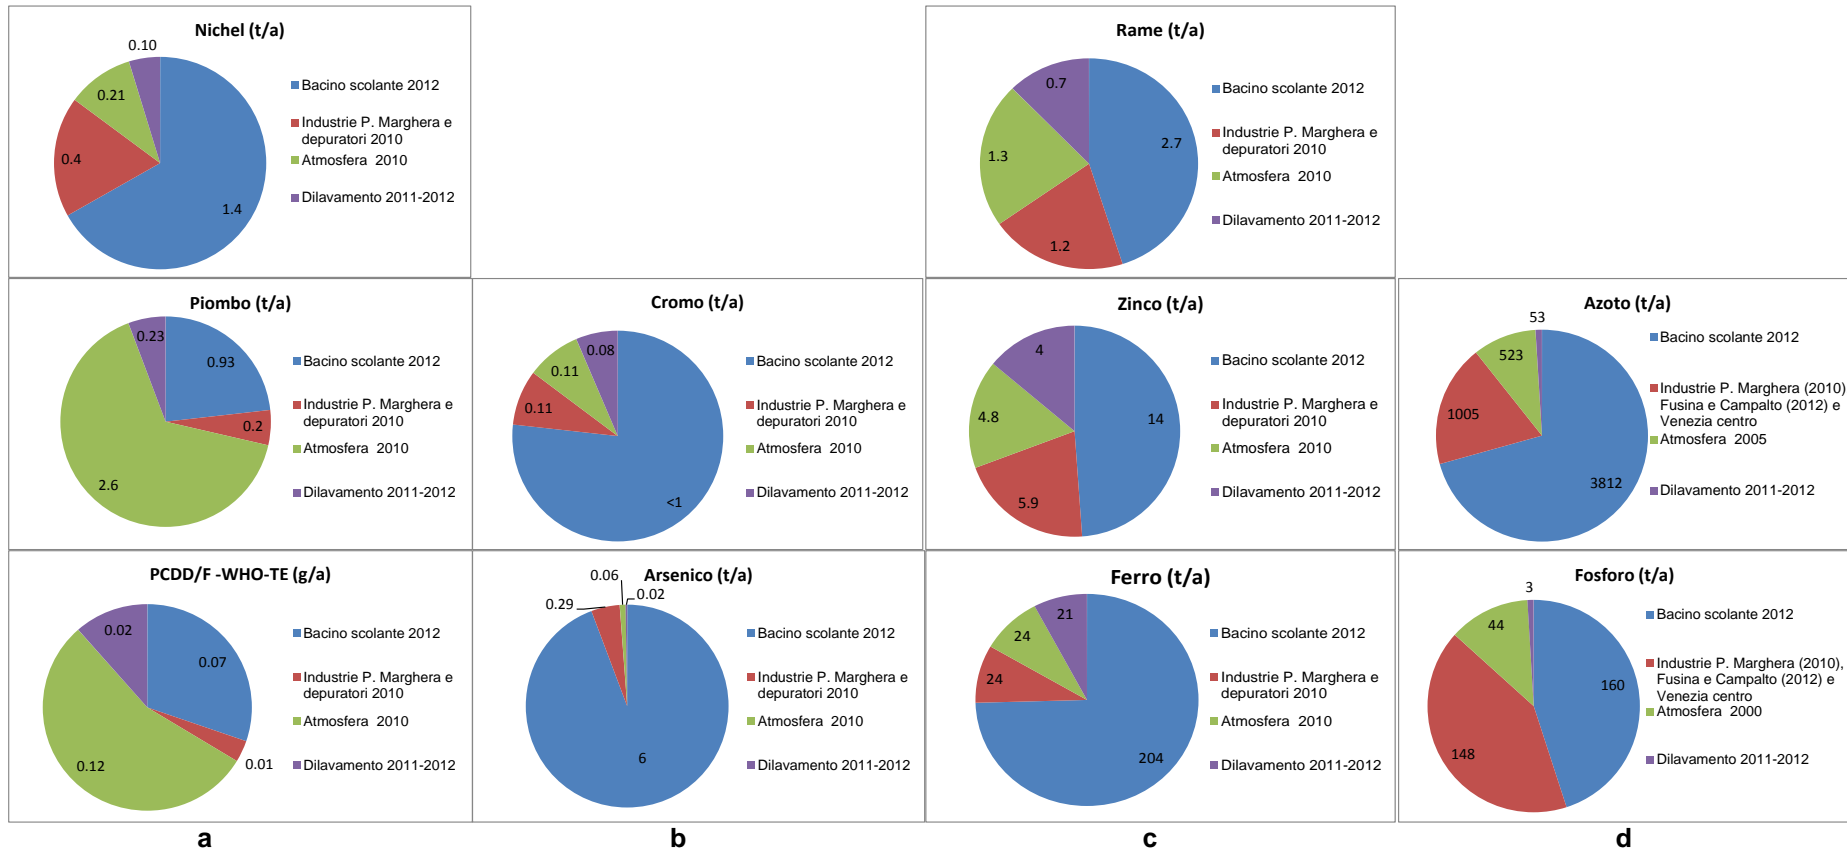 Nichel (t/a)
0.10
0.21
0.4
1.4
Bacino scolante 2012
Industrie P. Marghera e
depuratori 2010
Atmosfera 2010
Dilavamento 2011-2012
Rame (t/a)
0.7
1.3
2.7
1.2
Bacino scolante 2012
Industrie P. Marghera e
depuratori 2010
Atmosfera 2010
Dilavamento 2011-2012
Piombo (t/a)
0.23
0.93
0.2
2.6
Bacino scolante 2012
Industrie P. Marghera e
depuratori 2010
Atmosfera 2010
Dilavamento 2011-2012
Cromo (t/a)
0.08
0.11
0.11
<1
Bacino scolante 2012
Industrie P. Marghera e
depuratori 2010
Atmosfera 2010
Dilavamento 2011-2012
Zinco (t/a)
4
4.8
14
5.9
Bacino scolante 2012
Industrie P. Marghera e
depuratori 2010
Atmosfera 2010
Dilavamento 2011-2012
Azoto (t/a)
53
523
1005
3812
Bacino scolante 2012
Industrie P. Marghera (2010)
Fusina e Campalto (2012) e
Venezia centro
Atmosfera 2005
Dilavamento 2011-2012
PCDD/F -WHO-TE (g/a)
0.02
0.07
0.12
0.01
Bacino scolante 2012
Industrie P. Marghera e
depuratori 2010
Atmosfera 2010
Dilavamento 2011-2012
Arsenico (t/a)
0.06
0.02
0.29
6
Bacino scolante 2012
Industrie P. Marghera e
depuratori 2010
Atmosfera 2010
Dilavamento 2011-2012
Ferro (t/a)
21
24
24
204
Bacino scolante 2012
Industrie P. Marghera e
depuratori 2010
Atmosfera 2010
Dilavamento 2011-2012
Fosforo (t/a)
3
44
160
148
Bacino scolante 2012
Industrie P. Marghera (2010),
Fusina e Campalto (2012) e
Venezia centro
Atmosfera 2000
Dilavamento 2011-2012
a
b
c
d